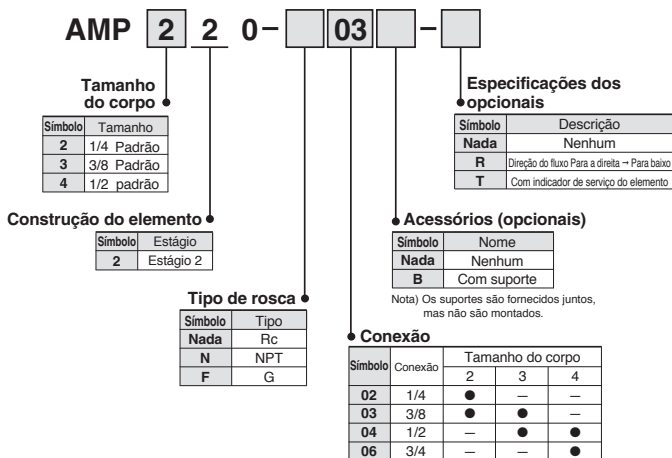 AMP 2 2 0- 03 -
Tamanho
do corpo
Símbolo Tamanho
2 1/4 Padrão
3 3/8 Padrão
4 1/2 padrão
Construção do elemento
Símbolo Estágio
2 Estágio 2
Tipo de rosca
Símbolo Tipo
Nada Rc
N NPT
F G
Especificações dos
opcionais
Símbolo Descrição
Nada Nenhum
R Direção do fluxo Para a direita → Para baixo
T Com indicador de serviço do elemento
Acessórios (opcionais)
Símbolo Nome
Nada Nenhum
B Com suporte
Nota) Os suportes são fornecidos juntos,
mas não são montados.
Conexão
Símbolo Conexão Tamanho do corpo
2 3 4
02 1/4 ● – –
03 3/8 ● ● –
04 1/2 – ● ●
06 3/4 – – ●